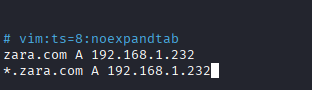 # vim:ts=8:noexpandtab
zara.com A 192.168.1.232
*.zara.com A 192.168.1.232